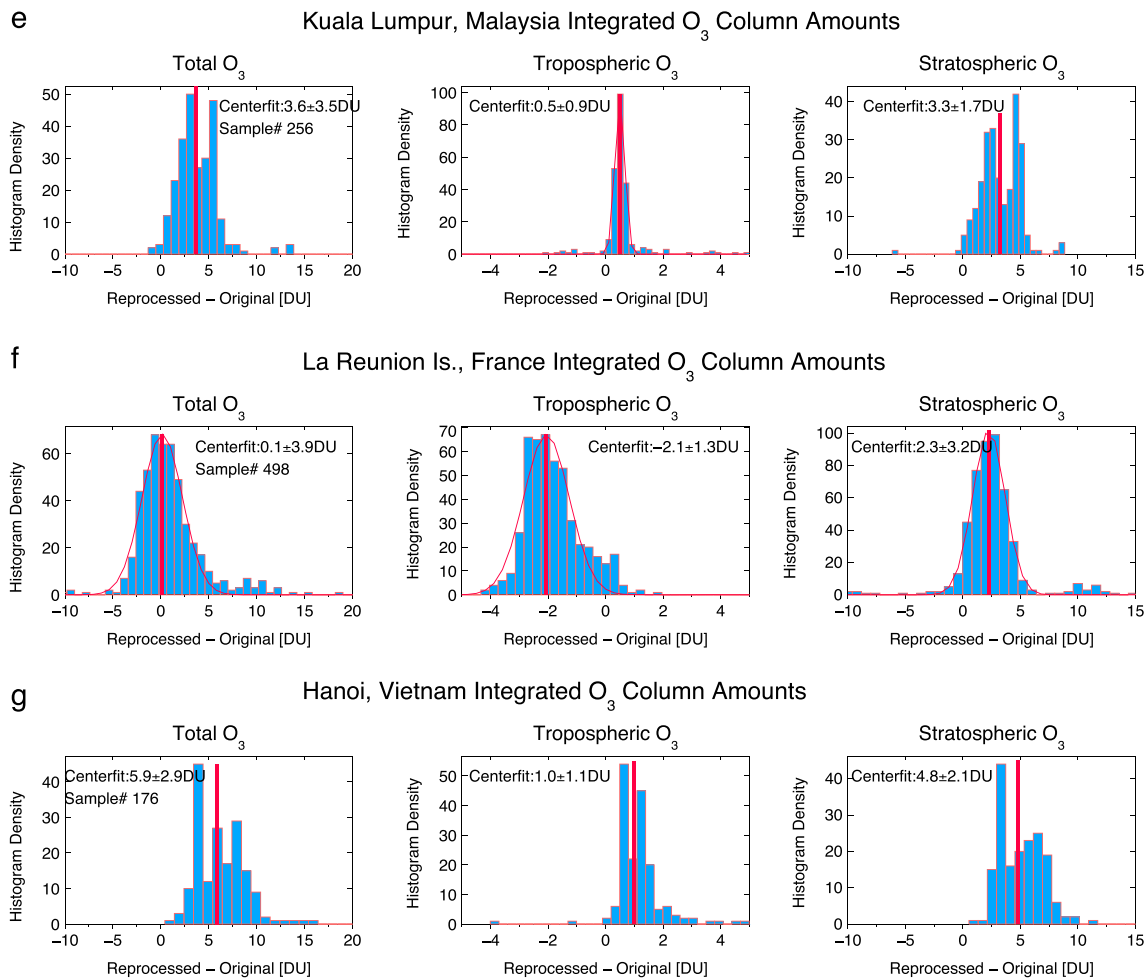 e
Kuala Lumpur, Malaysia Integrated O3 Column Amounts
Total O3
Tropospheric O3
Stratospheric O3
Histogram Density
50
40
30
20
10
0
Centerfit:3.6±3.5DU
Sample# 256
−10 −5 0 5 10 15 20
Reprocessed − Original [DU]
Histogram Density
100
80
60
40
20
0
Centerfit:0.5±0.9DU
−4 −2 0 2 4
Reprocessed − Original [DU]
Histogram Density
40
30
20
10
0
Centerfit:3.3±1.7DU
−10 −5 0 5 10 15
Reprocessed − Original [DU]
f
La Reunion Is., France Integrated O3 Column Amounts
Total O3
Tropospheric O3
Stratospheric O3
Histogram Density
60
40
20
0
Centerfit:0.1±3.9DU
Sample# 498
−10 −5 0 5 10 15 20
Reprocessed − Original [DU]
Histogram Density
70
60
50
40
30
20
10
0
Centerfit:−2.1±1.3DU
−4 −2 0 2 4
Reprocessed − Original [DU]
Histogram Density
100
80
60
40
20
0
Centerfit:2.3±3.2DU
−10 −5 0 5 10 15
Reprocessed − Original [DU]
g
Hanoi, Vietnam Integrated O3 Column Amounts
Total O3
Tropospheric O3
Stratospheric O3
Histogram Density
40
30
20
10
0
Centerfit:5.9±2.9DU
Sample# 176
−10 −5 0 5 10 15 20
Reprocessed − Original [DU]
Histogram Density
50
40
30
20
10
0
Centerfit:1.0±1.1DU
−4 −2 0 2 4
Reprocessed − Original [DU]
Histogram Density
40
30
20
10
0
Centerfit:4.8±2.1DU
−10 −5 0 5 10 15
Reprocessed − Original [DU]